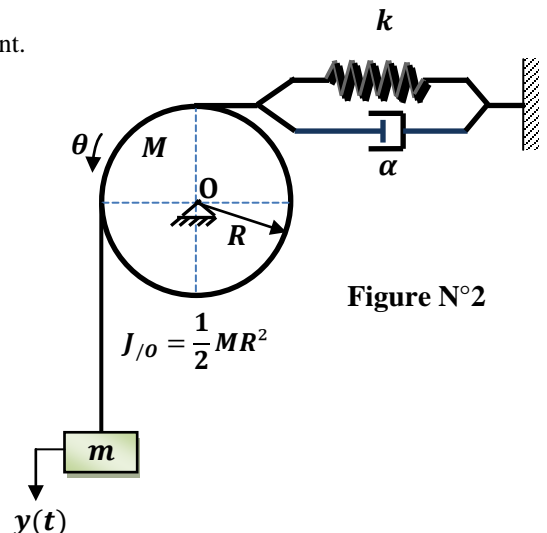 k
nt.
θ
M
α
O
R
Figure N°2
J/O = 1/2 MR²
m
y(t)